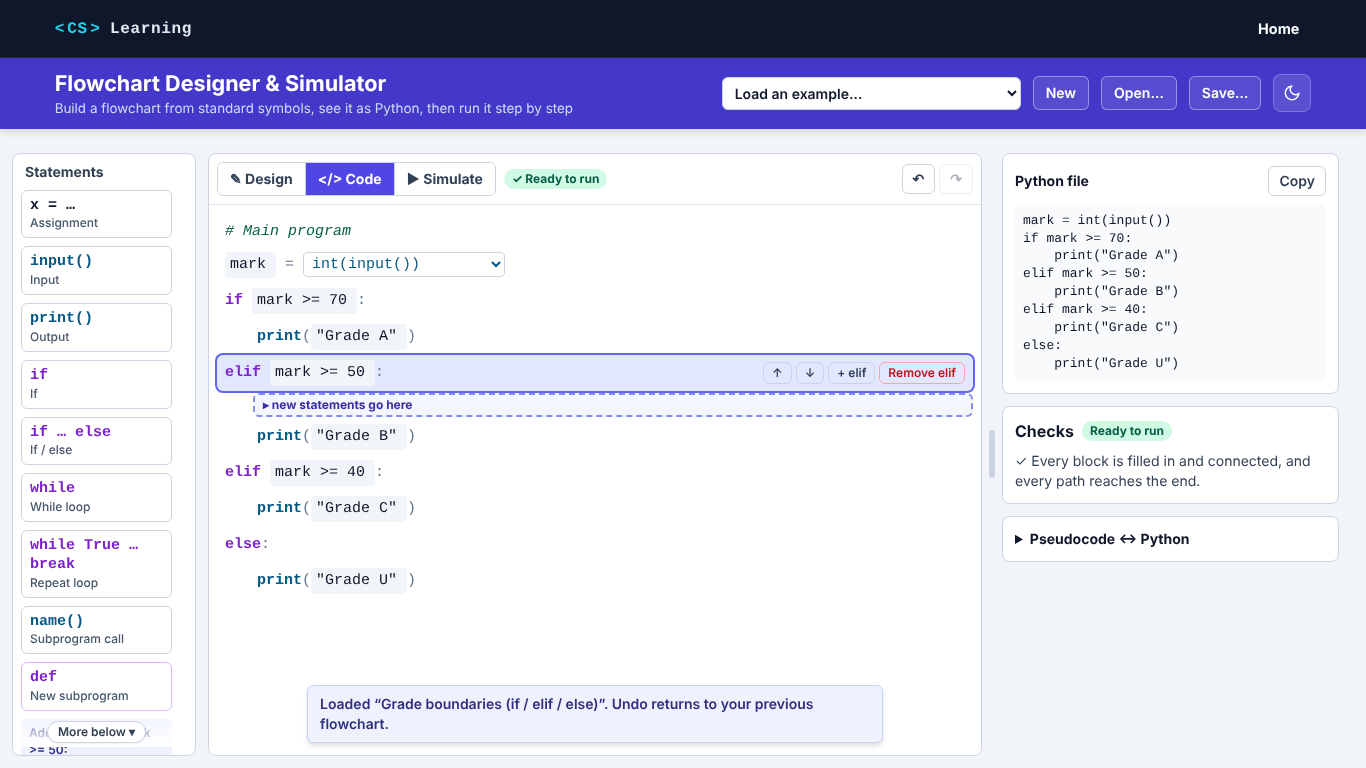 <CS> Learning
Home
Flowchart Designer & Simulator
Build a flowchart from standard symbols, see it as Python, then run it step by step
Load an example...
New
Open...
Save...
Statements
x = …
Assignment
input()
Input
print()
Output
if
If
if … else
If / else
while
While loop
while True …
break
Repeat loop
name()
Subprogram call
def
New subprogram
More below ▾
>= 50:
✎ Design
</> Code
▶ Simulate
✓ Ready to run
↶
↷
# Main program
mark = int(input())
if mark >= 70 :
print("Grade A" )
elif mark >= 50 :
↑
↓
+ elif
Remove elif
▸ new statements go here
print("Grade B" )
elif mark >= 40 :
print("Grade C" )
else:
print("Grade U" )
Loaded “Grade boundaries (if / elif / else)”. Undo returns to your previous
flowchart.
Python file
Copy
mark = int(input())
if mark >= 70:
    print("Grade A")
elif mark >= 50:
    print("Grade B")
elif mark >= 40:
    print("Grade C")
else:
    print("Grade U")
Checks
Ready to run
✓ Every block is filled in and connected, and
every path reaches the end.
▶ Pseudocode ↔ Python